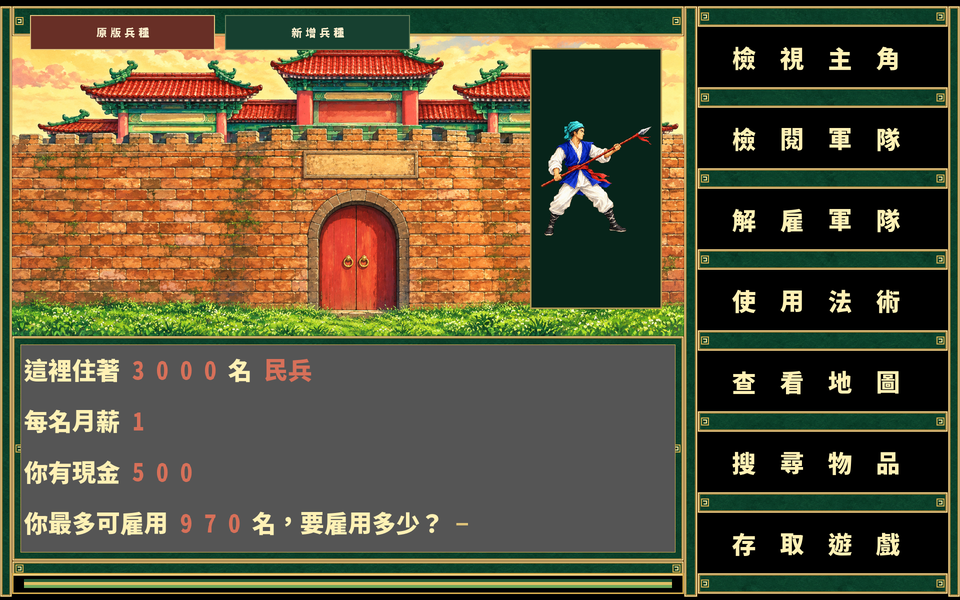 原版兵種
新增兵種
這裡住著 3000 名 民兵
每名月薪 1
你有現金 500
你最多可雇用 970 名，要雇用多少？
檢視主角
檢閱軍隊
解雇軍隊
使用法術
查看地圖
搜尋物品
存取遊戲